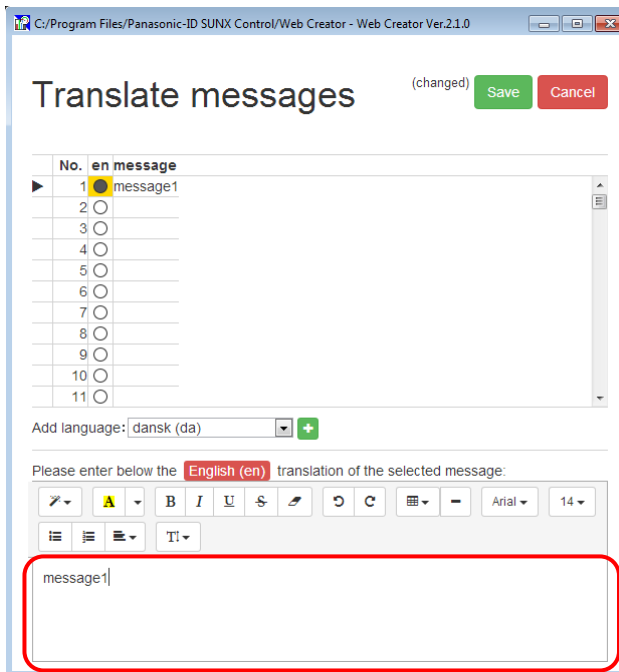 C:/Program Files/Panasonic-ID SUNX Control/Web Creator - Web Creator Ver.2.1.0
Translate messages
(changed)
Save
Cancel
No. en message
1 message1
2
3
4
5
6
7
8
9
10
11
Add language: dansk (da)
Please enter below the English (en) translation of the selected message:
A B I U S Arial 14
TI
message1